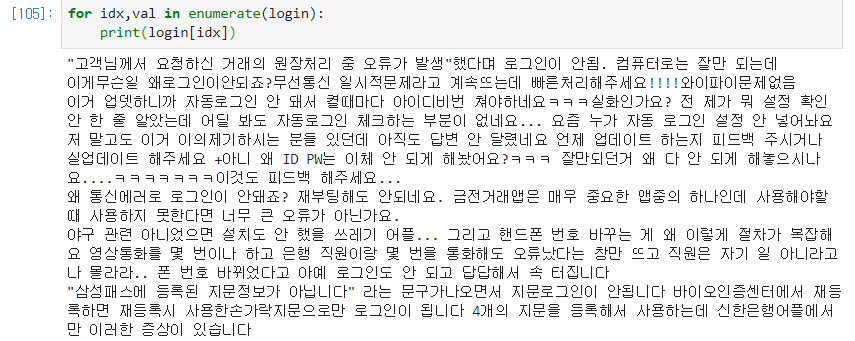 [105]: for idx,val in enumerate(login):
print(login[idx])
"고객님께서 요청하신 거래의 원장처리 중 오류가 발생"했다며 로그인이 안됨. 컴퓨터로는 잘만 되는데
이게무슨일 왜로그인이안되죠?무선통신 일시적문제라고 계속뜨는데 빠른처리해주세요!!!!와이파이문제없음
이거 업뎃하니까 자동로그인 안 돼서 켤때마다 아이디비번 쳐야하네요ㅋㅋㅋ실화인가요? 전 제가 뭐 설정 확인
안 한 줄 알았는데 어딜 봐도 자동로그인 체크하는 부분이 없네요... 요즘 누가 자동 로그인 설정 안 넣어놔요
저 말고도 이거 이의제기하시는 분들 있던데 아직도 답변 안 달렸네요 언제 업데이트 하는지 피드백 주시거나
실업데이트 해주세요 +아니 왜 ID PW는 이체 안 되게 해놨어요?ㅋㅋㅋ 잘만되던거 왜 다 안 되게 해놓으시나
요....ㅋㅋㅋㅋㅋㅋㅋ이것도 피드백 해주세요...
왜 통신에러로 로그인이 안돼죠? 재부팅해도 안되네요. 금전거래앱은 매우 중요한 앱중의 하나인데 사용해야할
때 사용하지 못한다면 너무 큰 오류가 아닌가요.
야구 관련 아니었으면 설치도 안 했을 쓰레기 어플... 그리고 핸드폰 번호 바꾸는 게 왜 이렇게 절차가 복잡해
요 영상통화를 몇 번이나 하고 은행 직원이랑 몇 번을 통화해도 오류났다는 창만 뜨고 직원은 자기 일 아니라고
나 몰라라.. 폰 번호 바뀌었다고 아예 로그인도 안 되고 답답해서 속 터집니다
"삼성패스에 등록된 지문정보가 아닙니다" 라는 문구가나오면서 지문로그인이 안됩니다 바이오인증센터에서 재등
록하면 재등록시 사용한손가락지문으로만 로그인이 됩니다 4개의 지문을 등록해서 사용하는데 신한은행어플에서
만 이러한 증상이 있습니다